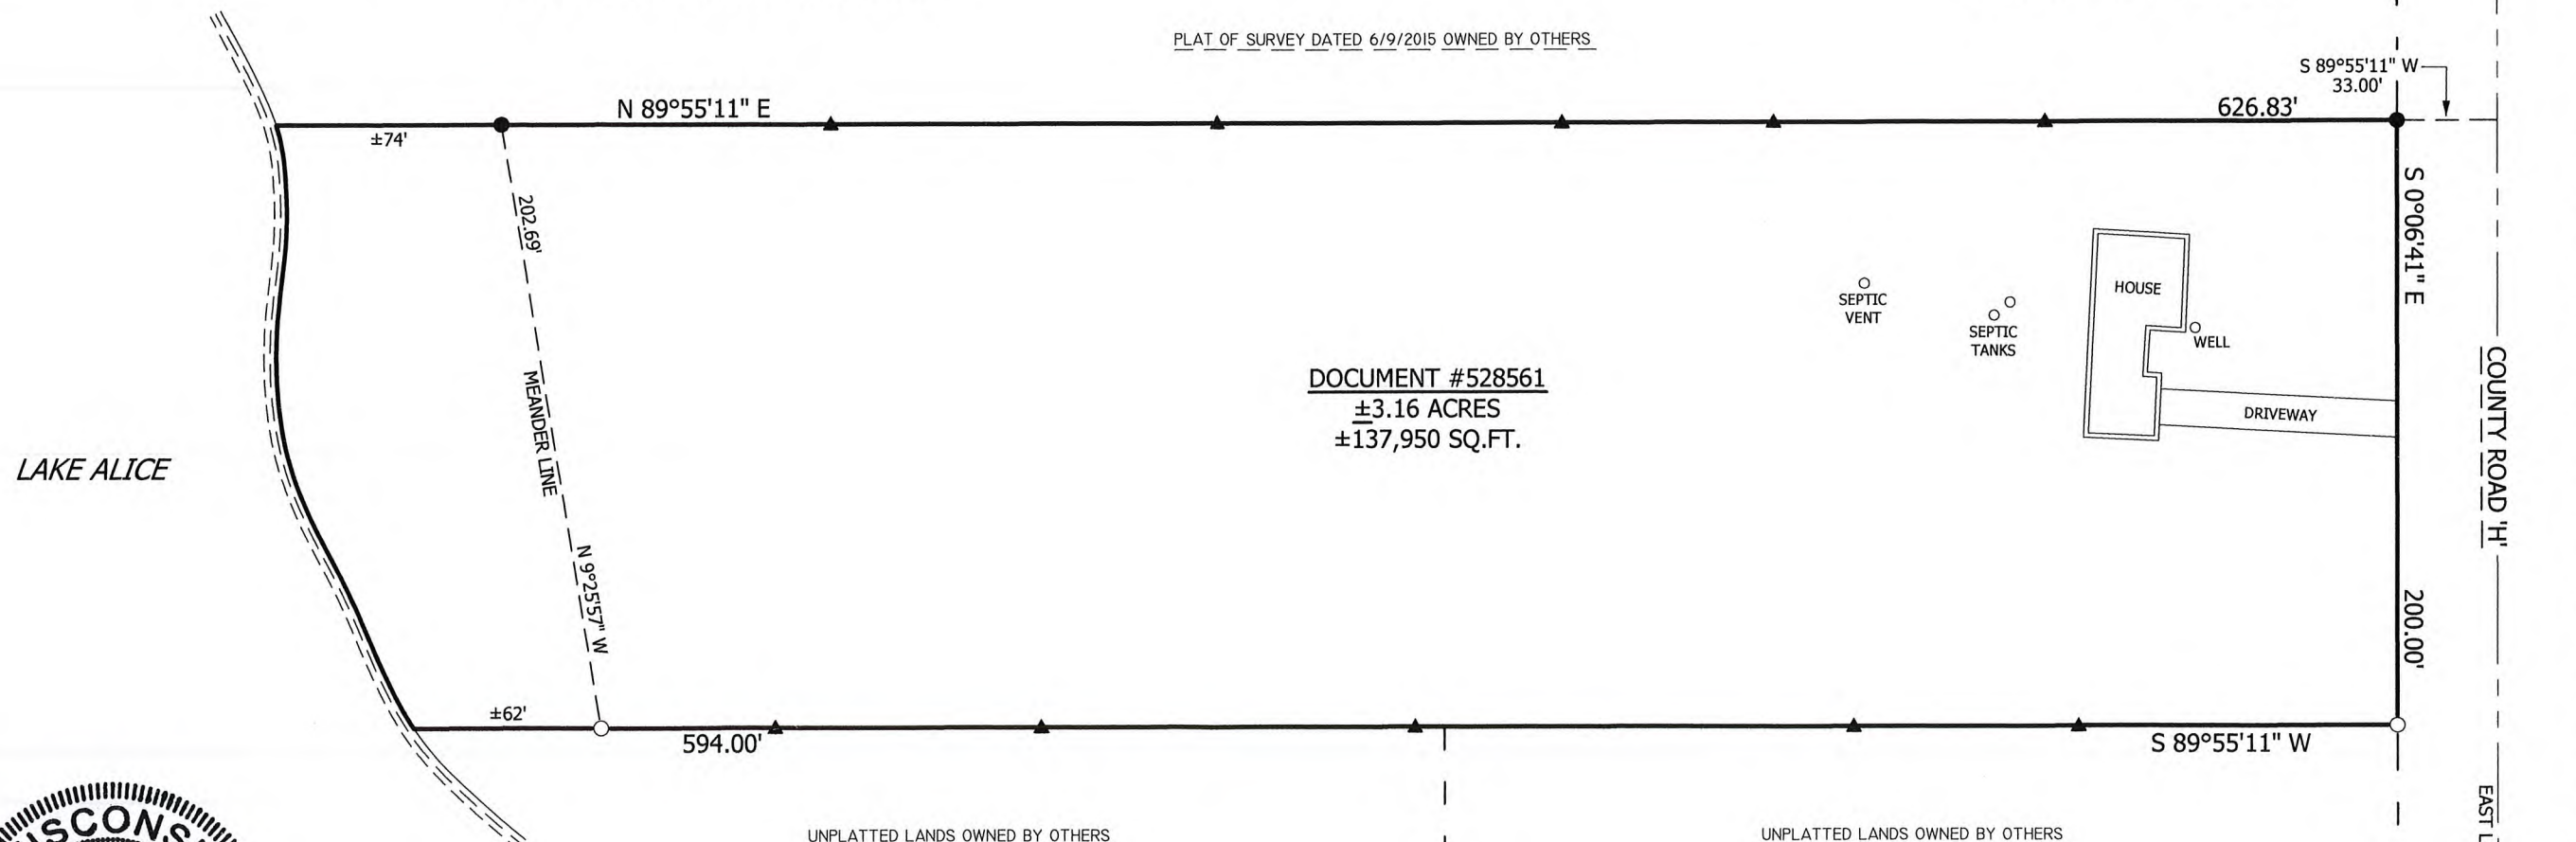 PLAT OF SURVEY DATED 6/9/2015 OWNED BY OTHERS
S 89°55'11" W
33.00'
N 89°55'11" E
626.83'
±74'
202.69'
MEANDER LINE
N 9°25'57" W
S 0°06'41" E
200.00'
HOUSE
SEPTIC
VENT
SEPTIC
TANKS
WELL
DRIVEWAY
DOCUMENT #528561
±3.16 ACRES
±137,950 SQ.FT.
COUNTY ROAD 'H'
LAKE ALICE
±62'
594.00'
S 89°55'11" W
UNPLATTED LANDS OWNED BY OTHERS
UNPLATTED LANDS OWNED BY OTHERS
EAST L
ISCONS